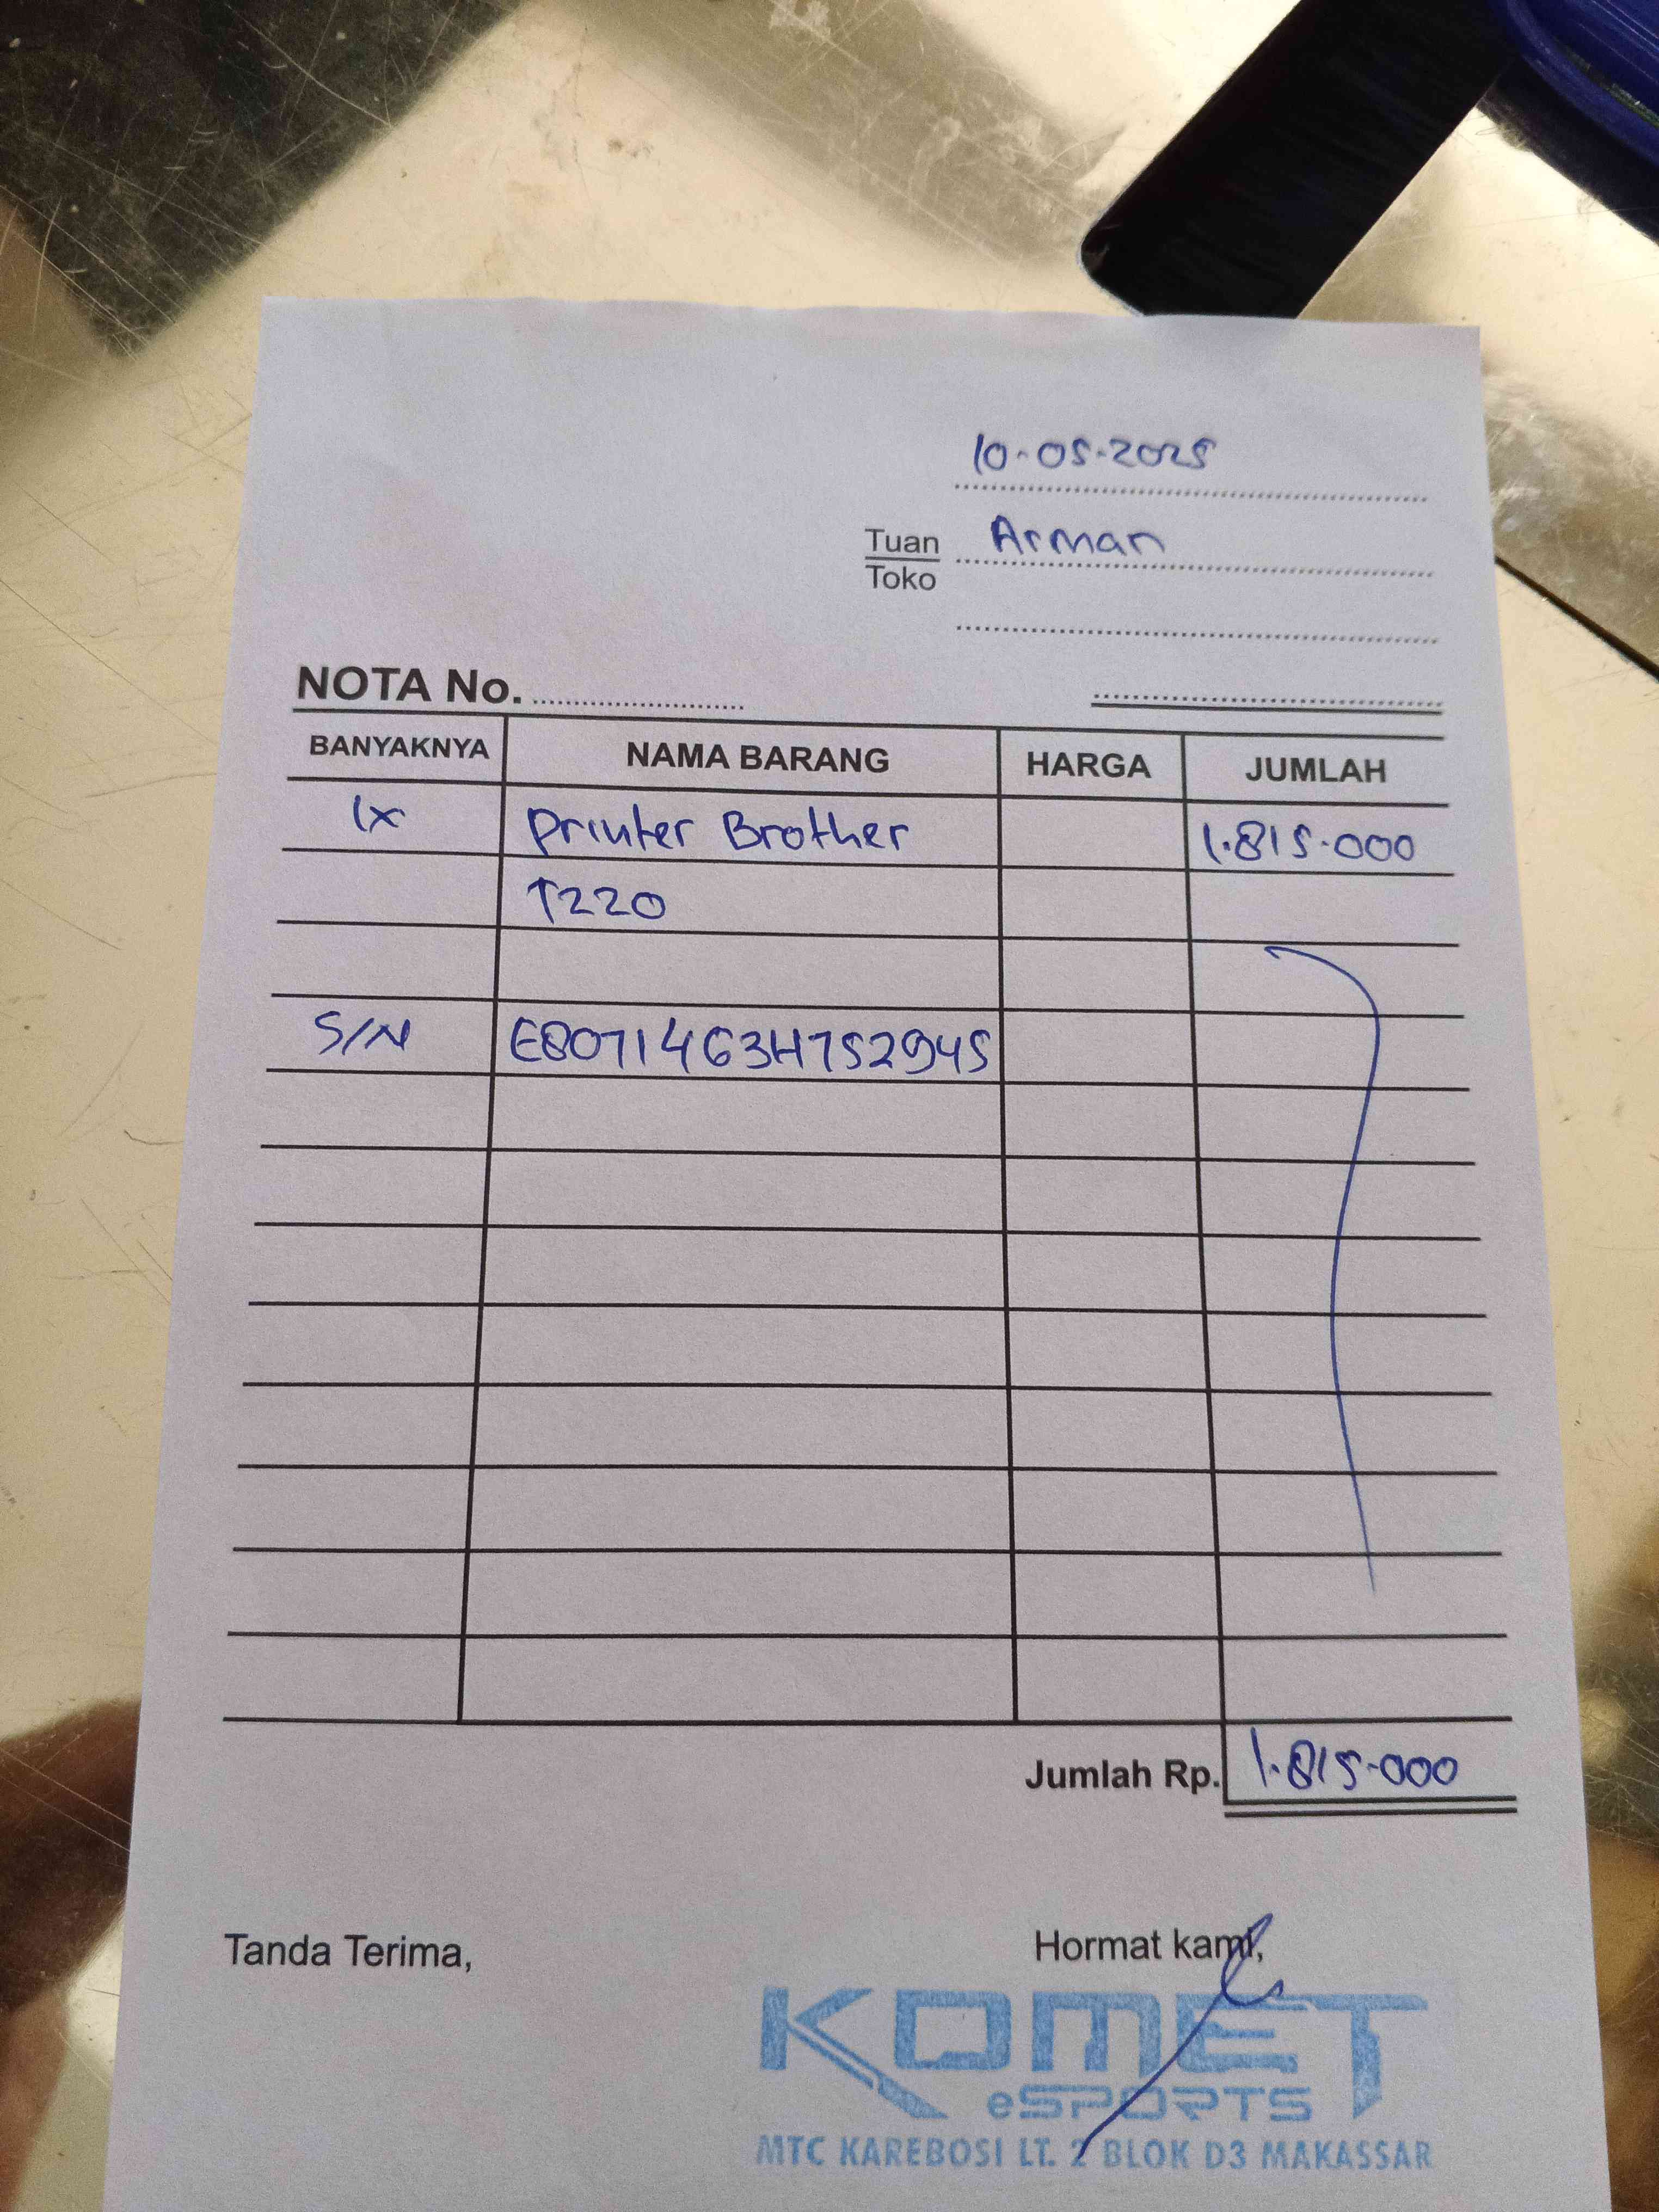 10-05-2025
Tuan Arman
Toko
NOTA No.
BANYAKNYA NAMA BARANG HARGA JUMLAH
1x Printer Brother 1.815.000
T220
S/N E8071463H752945
Jumlah Rp. 1.815.000
Tanda Terima, Hormat kami,
KOMET
eSPORTS
MTC KAREBOSI LT. 2 BLOK D3 MAKASSAR